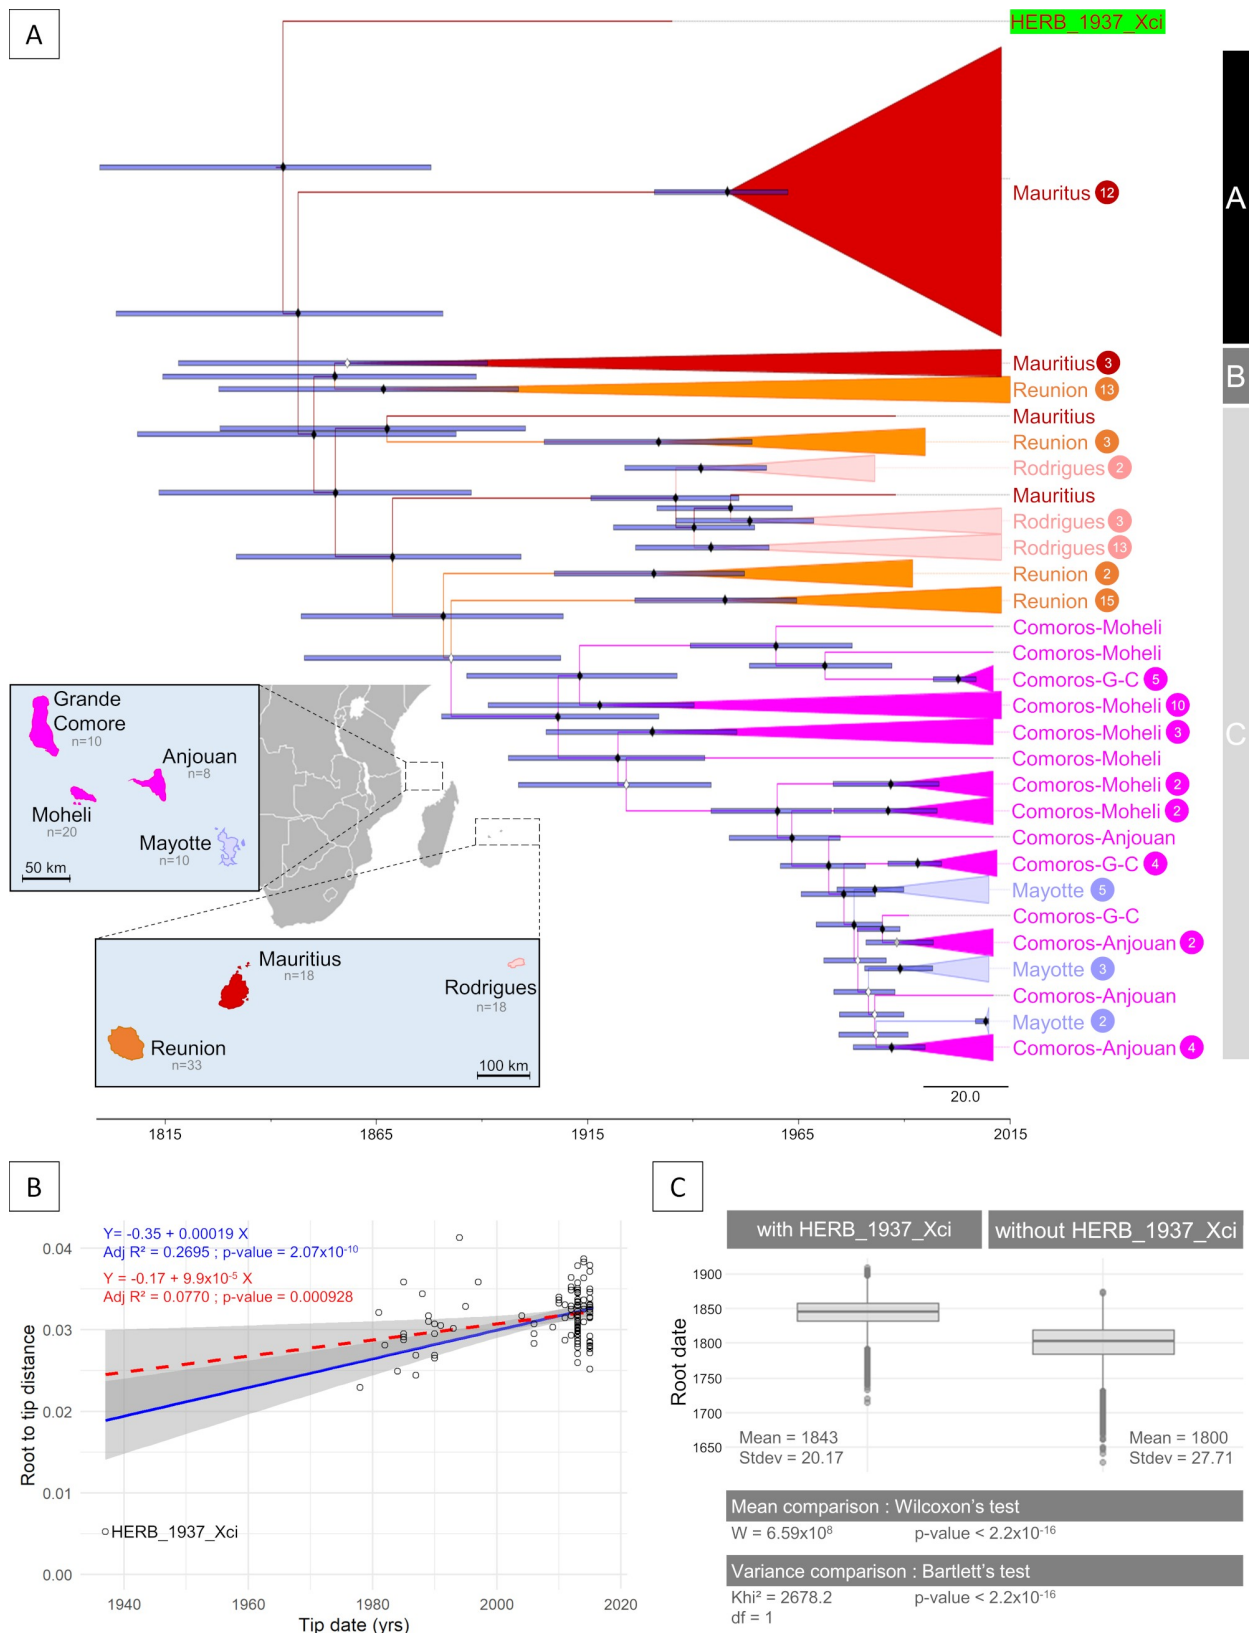 A
HERB_1937_Xci
A
Mauritus 12
Mauritius 3
B
Reunion 13
Mauritius
Reunion 3
Rodrigues 2
Mauritius
Rodrigues 3
Rodrigues 13
Reunion 2
Reunion 15
Comoros-Moheli
Comoros-Moheli
Comoros-G-C 5
Comoros-Moheli 10
Comoros-Moheli 3
C
Comoros-Moheli
Comoros-Moheli 2
Comoros-Moheli 2
Comoros-Anjouan
Comoros-G-C 4
Mayotte 5
Comoros-G-C
Comoros-Anjouan 2
Mayotte 3
Comoros-Anjouan
Mayotte 2
Comoros-Anjouan 4
Grande
Comore
n=10
Anjouan
n=8
Moheli
n=20
Mayotte
n=10
50 km
Mauritius
n=18
Rodrigues
n=18
Reunion
n=33
100 km
20.0
1815 1865 1915 1965 2015
B
Y= -0.35 + 0.00019 X
Adj R² = 0.2695 ; p-value = 2.07x10⁻¹⁰
Y = -0.17 + 9.9x10⁻⁵ X
Adj R² = 0.0770 ; p-value = 0.000928
Root to tip distance
0.04
0.03
0.02
0.01
0.00
HERB_1937_Xci
1940 1960 1980 2000 2020
Tip date (yrs)
C
with HERB_1937_Xci without HERB_1937_Xci
Root date
1900
1850
1800
1750
1700
1650
Mean = 1843
Stdev = 20.17
Mean = 1800
Stdev = 27.71
Mean comparison : Wilcoxon's test
W = 6.59x10⁸ p-value < 2.2x10⁻¹⁶
Variance comparison : Bartlett's test
Khi² = 2678.2 p-value < 2.2x10⁻¹⁶
df = 1